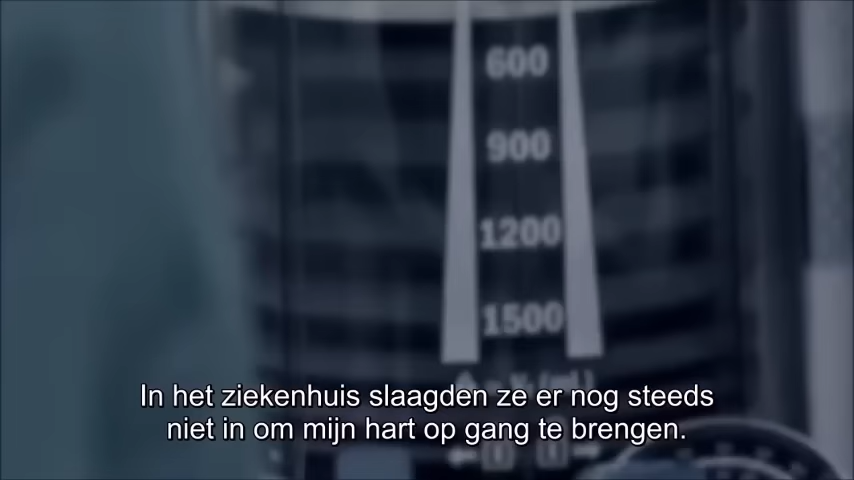 600
900
1200
1500
In het ziekenhuis slaagden ze er nog steeds
niet in om mijn hart op gang te brengen.